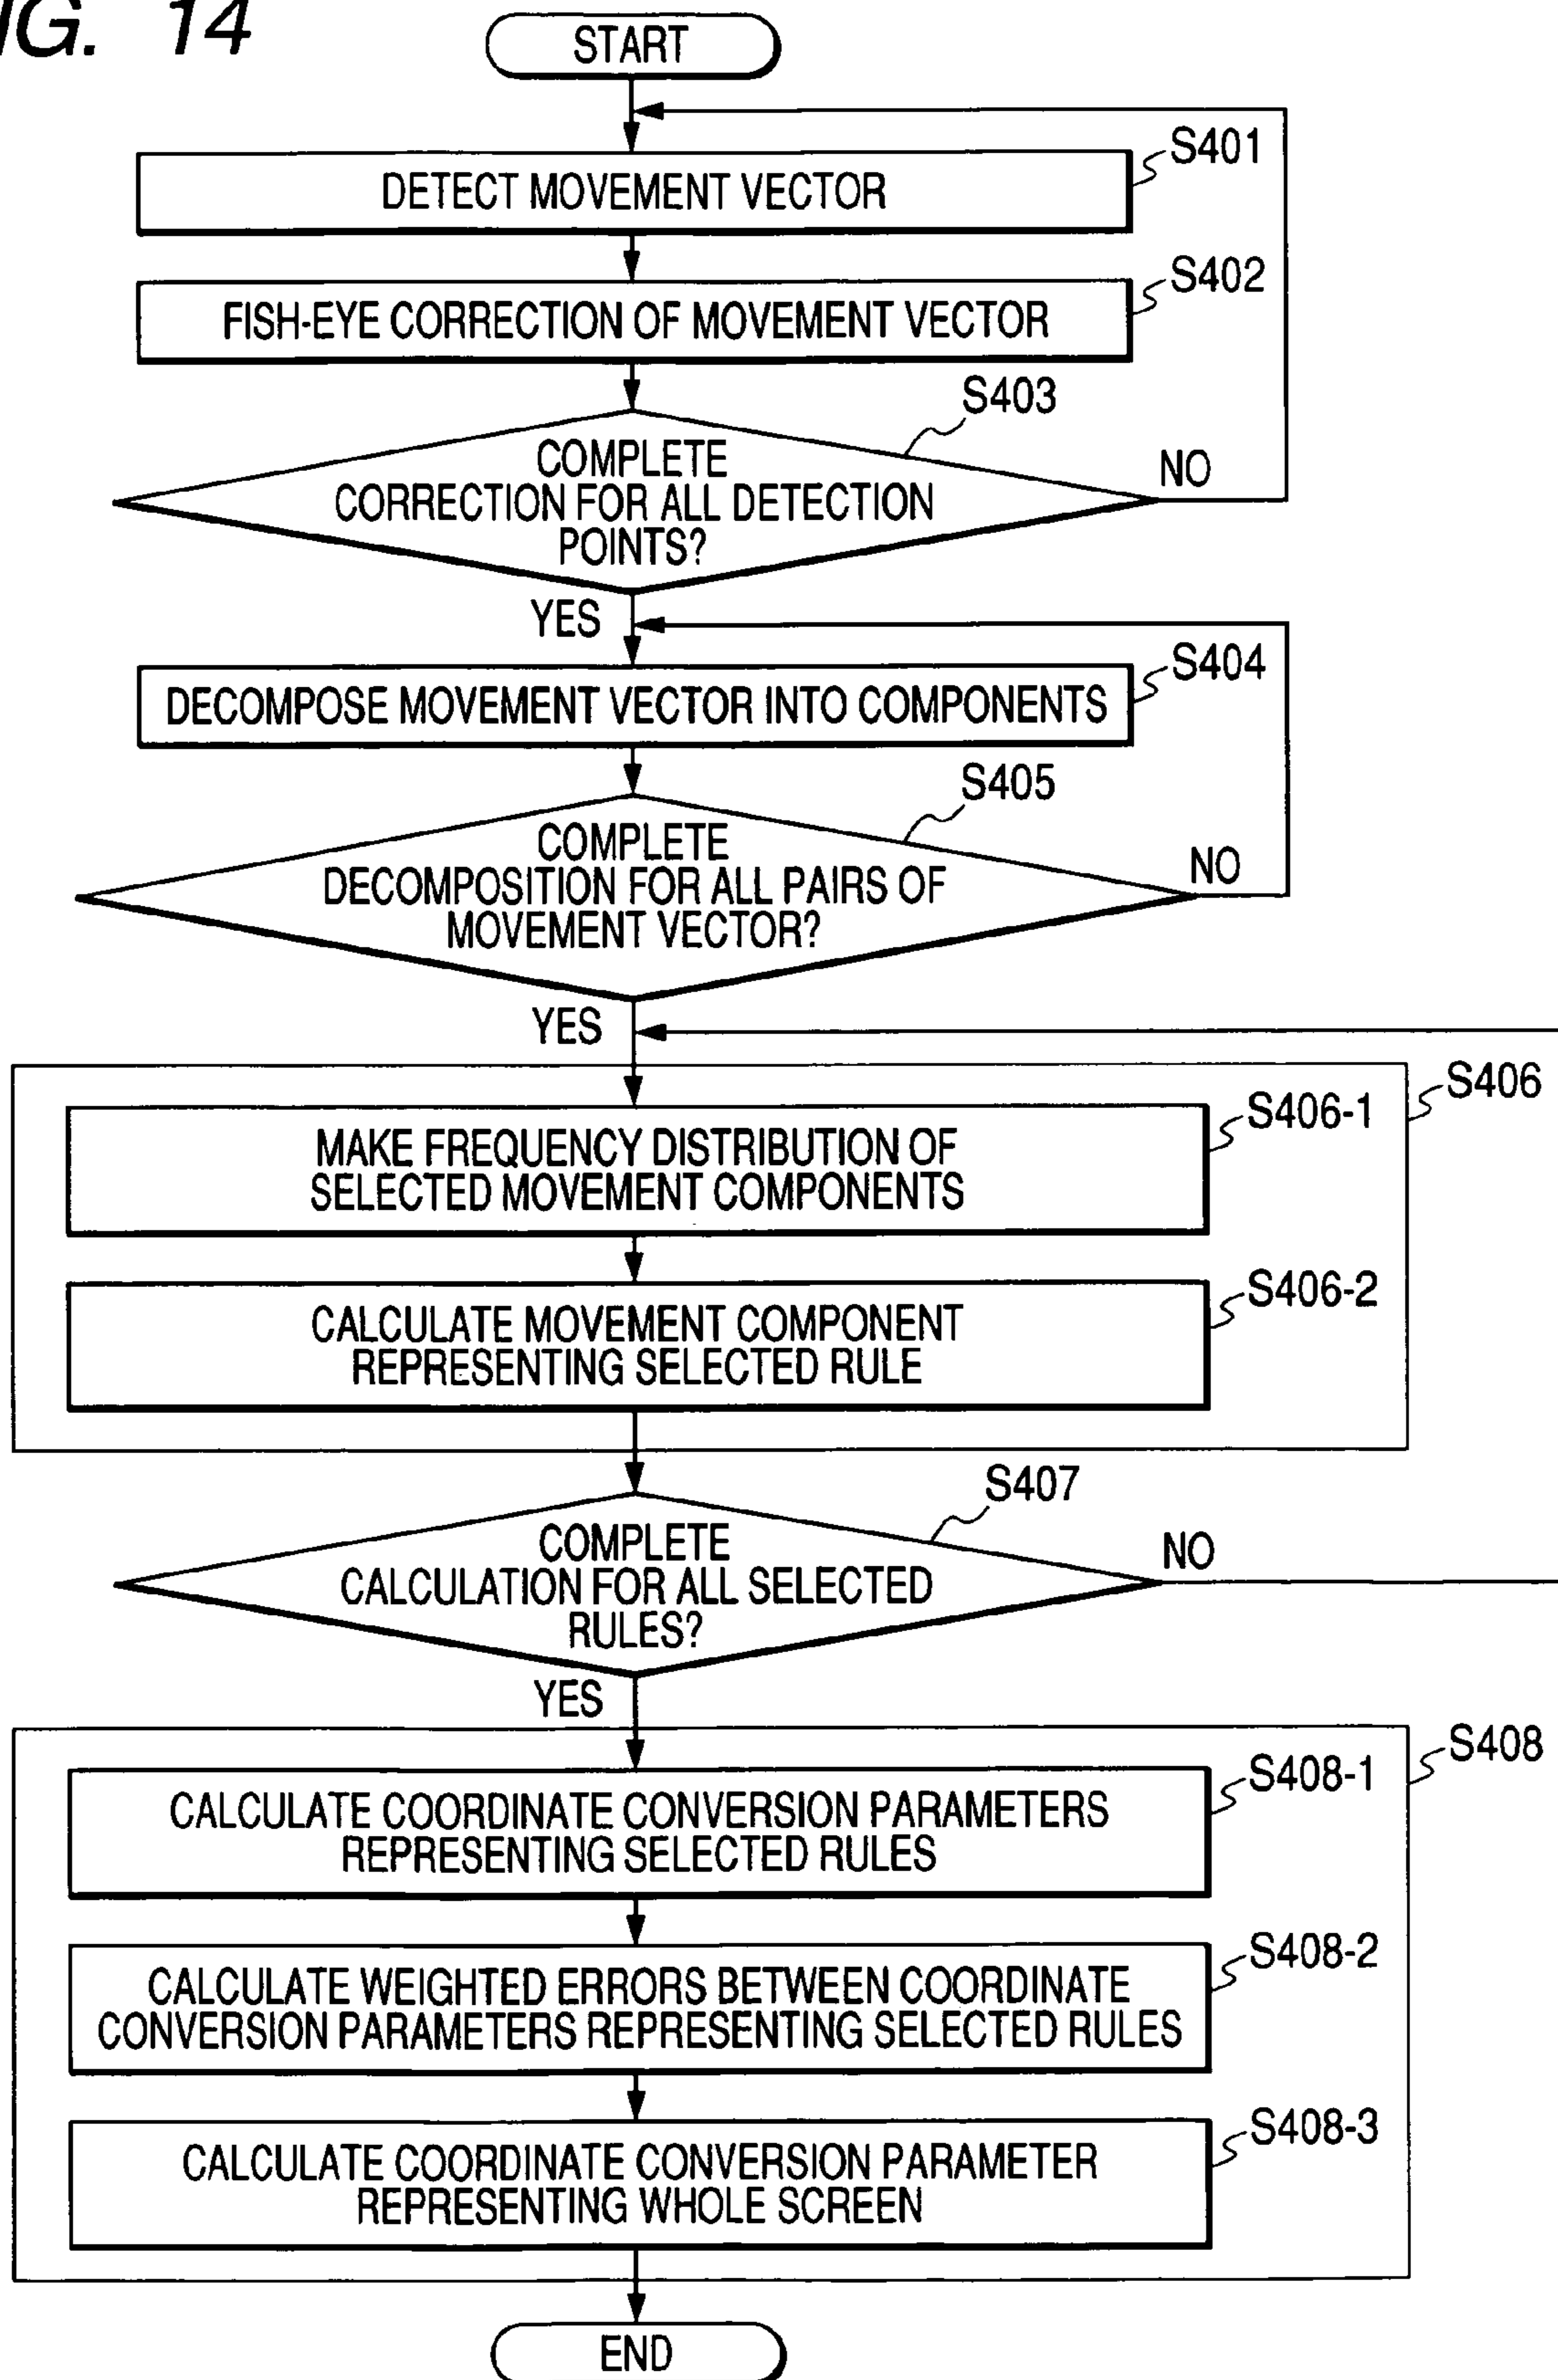 IG. 14
START
S401
DETECT MOVEMENT VECTOR
S402
FISH-EYE CORRECTION OF MOVEMENT VECTOR
S403
COMPLETE
CORRECTION FOR ALL DETECTION
POINTS?
NO
YES
S404
DECOMPOSE MOVEMENT VECTOR INTO COMPONENTS
S405
COMPLETE
DECOMPOSITION FOR ALL PAIRS OF
MOVEMENT VECTOR?
NO
YES
S406
S406-1
MAKE FREQUENCY DISTRIBUTION OF
SELECTED MOVEMENT COMPONENTS
S406-2
CALCULATE MOVEMENT COMPONENT
REPRESENTING SELECTED RULE
S407
COMPLETE
CALCULATION FOR ALL SELECTED
RULES?
NO
YES
S408
S408-1
CALCULATE COORDINATE CONVERSION PARAMETERS
REPRESENTING SELECTED RULES
S408-2
CALCULATE WEIGHTED ERRORS BETWEEN COORDINATE
CONVERSION PARAMETERS REPRESENTING SELECTED RULES
S408-3
CALCULATE COORDINATE CONVERSION PARAMETER
REPRESENTING WHOLE SCREEN
END